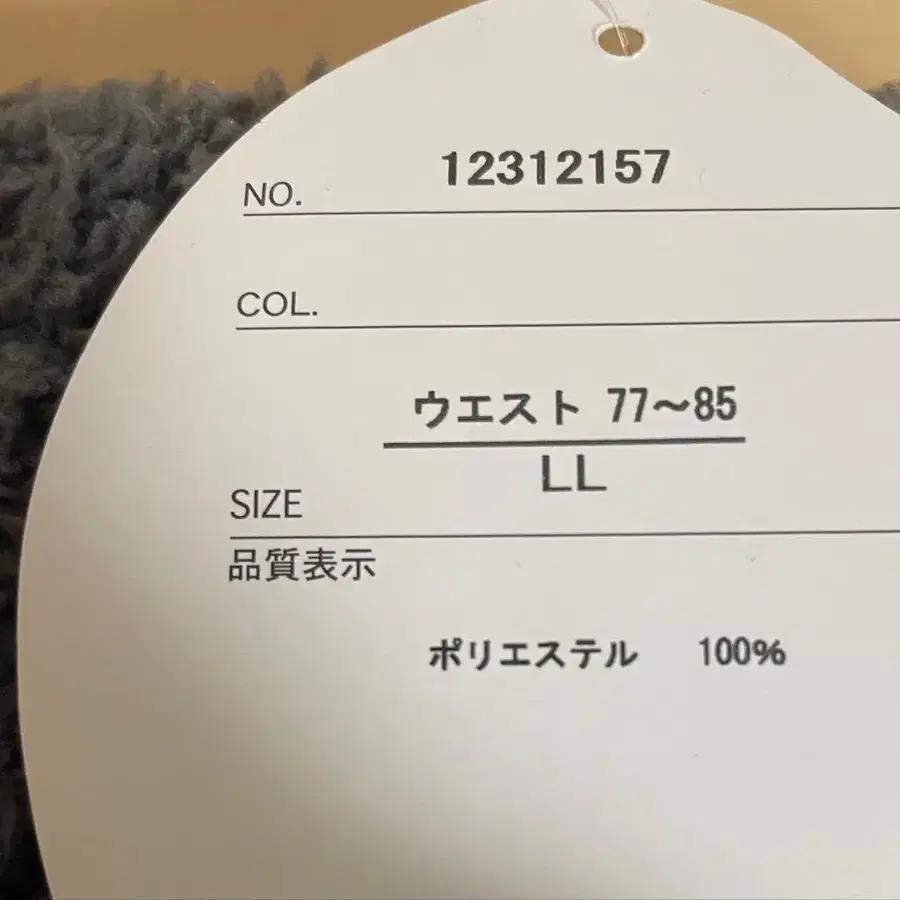 NO. 12312157
COL.
ウエスト 77～85
LL
SIZE
品質表示
ポリエステル 100%